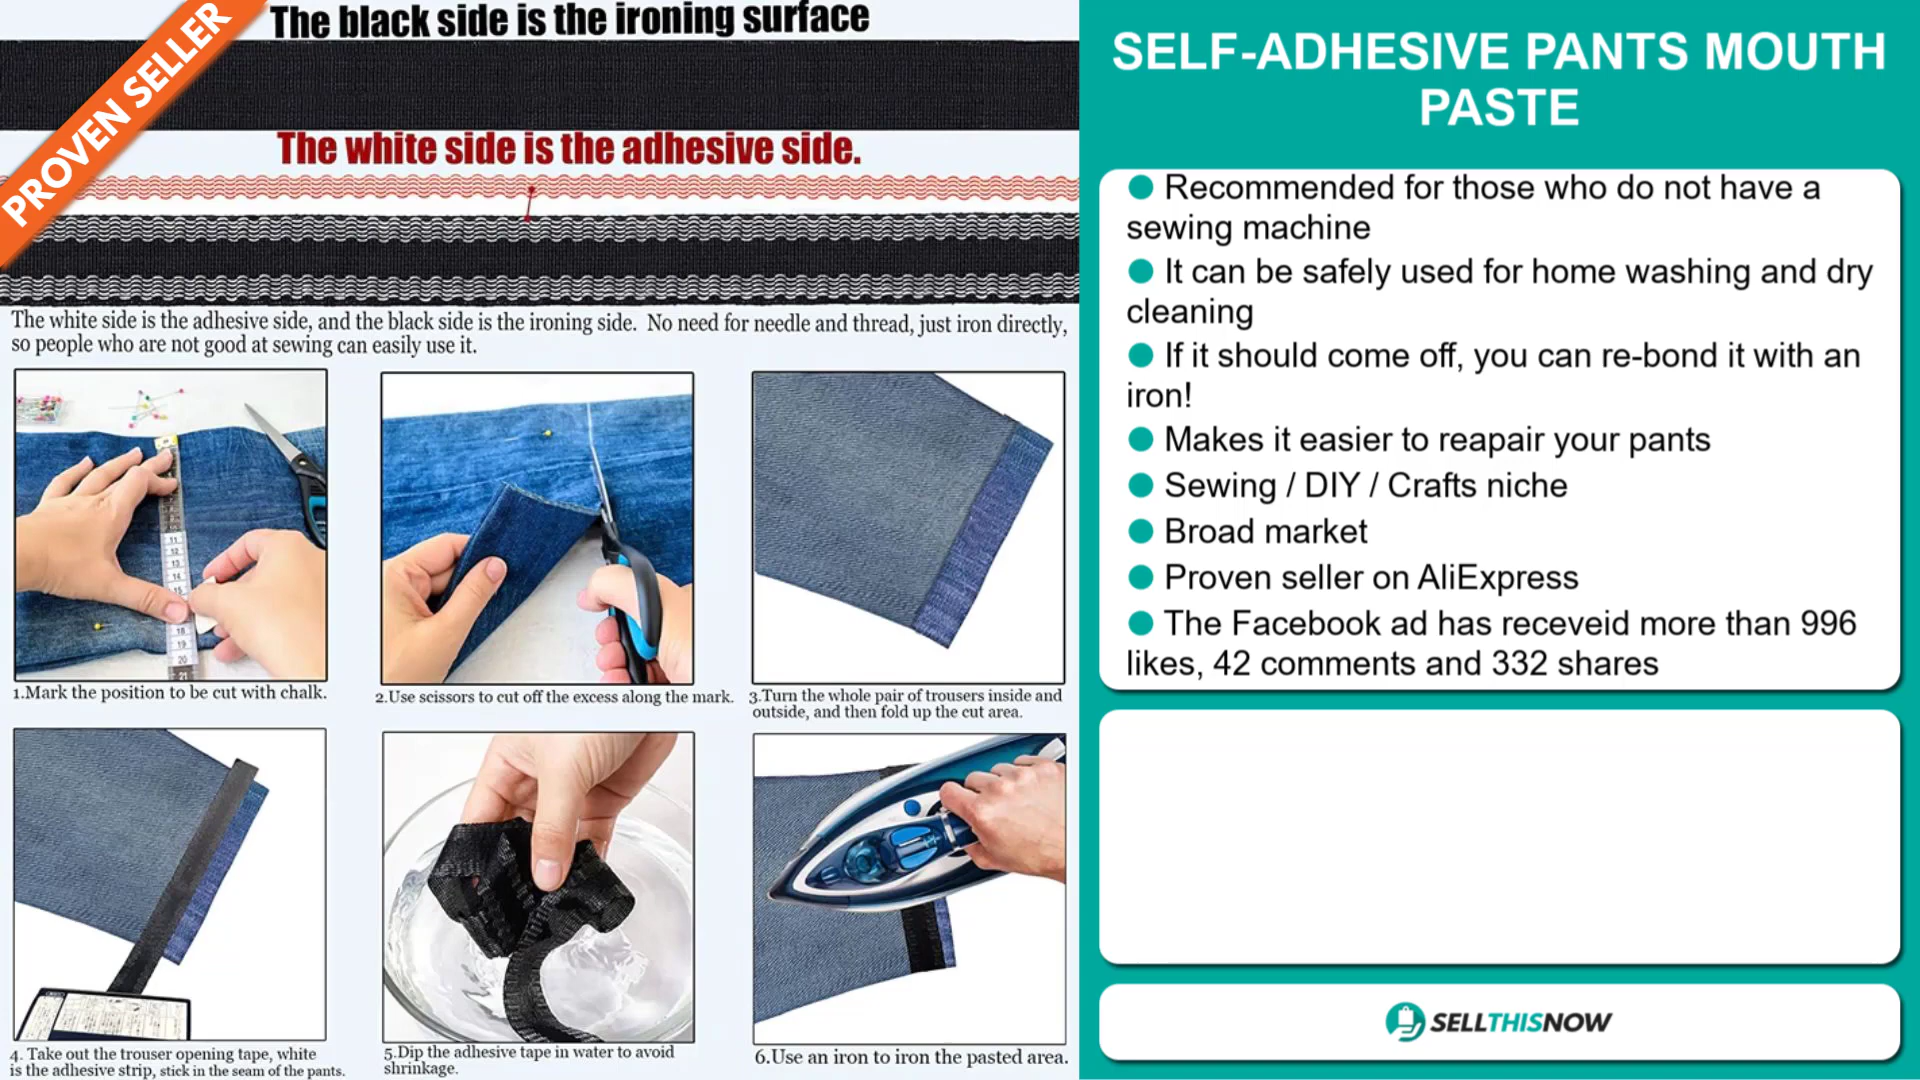 PROVEN SELLER
The black side is the ironing surface
The white side is the adhesive side.
The white side is the adhesive side, and the black side is the ironing side. No need for needle and thread, just iron directly,
so people who are not good at sewing can easily use it.
11
12
13
14
15
18
19
20
21
1.Mark the position to be cut with chalk.
2.Use scissors to cut off the excess along the mark.
3.Turn the whole pair of trousers inside and
outside, and then fold up the cut area.
4. Take out the trouser opening tape, white
is the adhesive strip, stick in the seam of the pants.
5.Dip the adhesive tape in water to avoid
shrinkage.
6.Use an iron to iron the pasted area.
SELF-ADHESIVE PANTS MOUTH
PASTE
● Recommended for those who do not have a
sewing machine
● It can be safely used for home washing and dry
cleaning
● If it should come off, you can re-bond it with an
iron!
● Makes it easier to reapair your pants
● Sewing / DIY / Crafts niche
● Broad market
● Proven seller on AliExpress
● The Facebook ad has receveid more than 996
likes, 42 comments and 332 shares
SELLTHISNOW